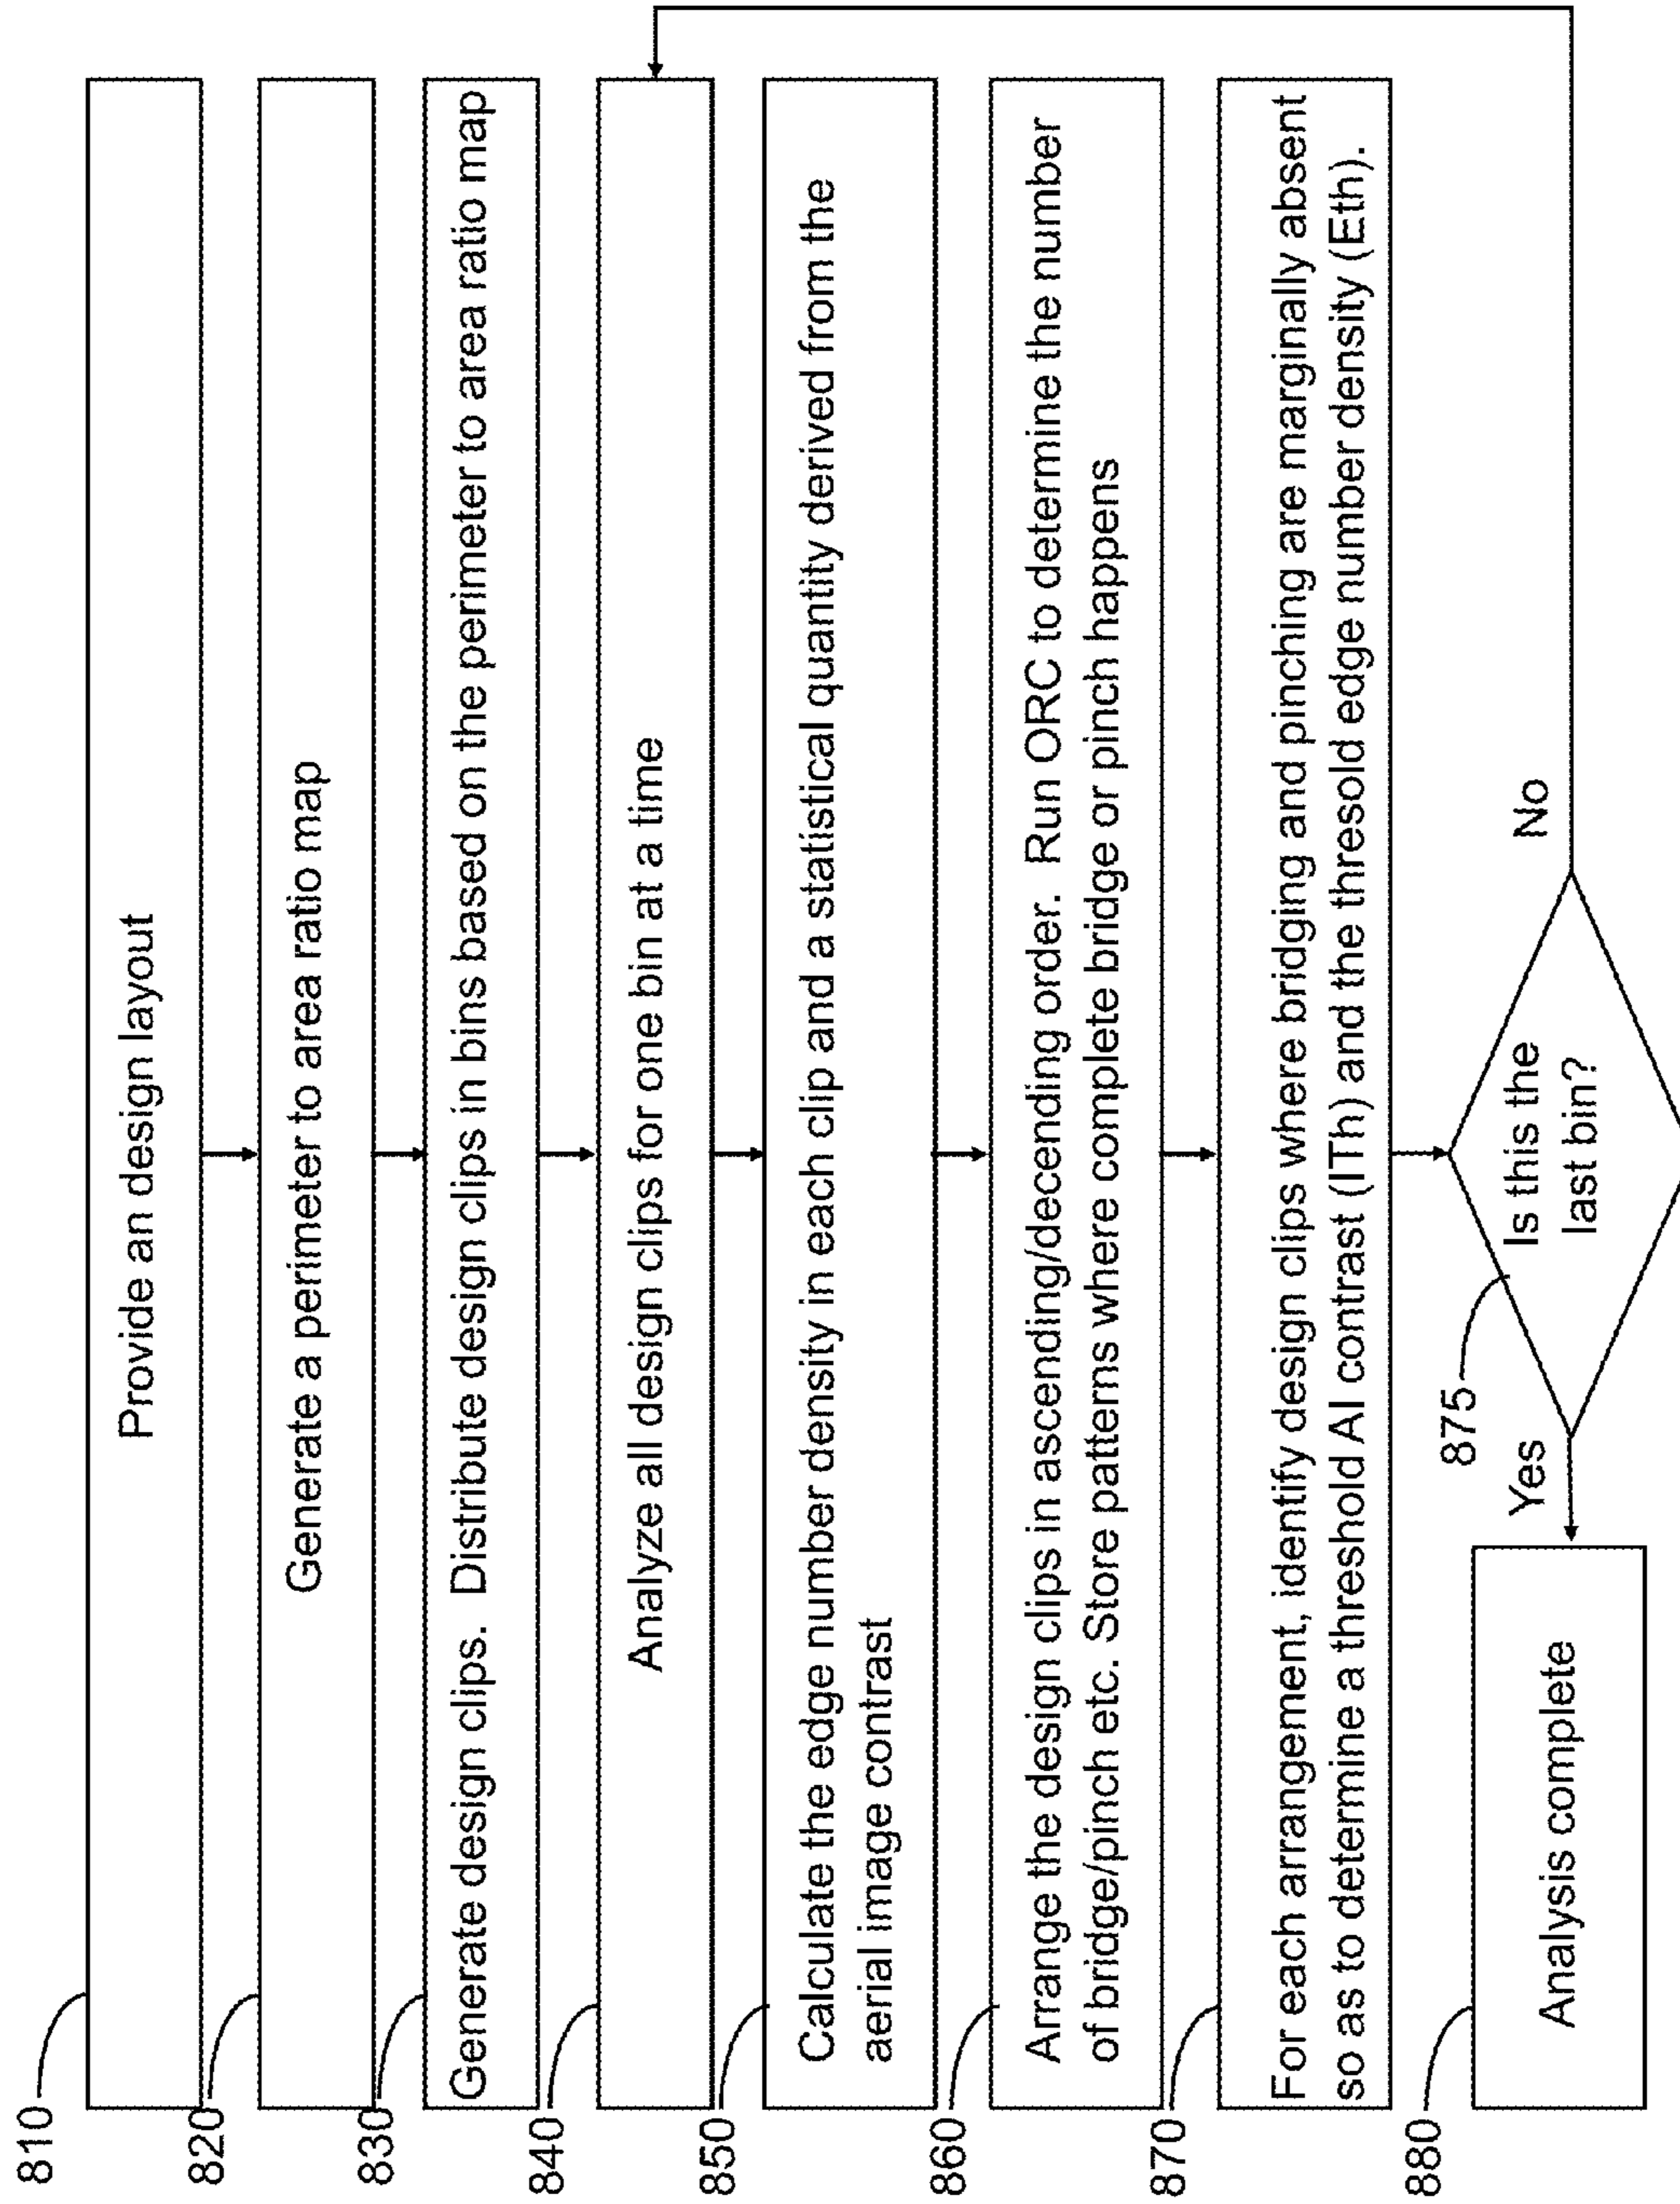 810
Provide an design layout
820
Generate a perimeter to area ratio map
830
Generate design clips. Distribute design clips in bins based on the perimeter to area ratio map
840
Analyze all design clips for one bin at a time
850
Calculate the edge number density in each clip and a statistical quantity derived from the
aerial image contrast
860
Arrange the design clips in ascending/decending order. Run ORC to determine the number
of bridge/pinch etc. Store patterns where complete bridge or pinch happens
870
For each arrangement, identify design clips where bridging and pinching are marginally absent
so as to determine a threshold AI contrast (ITh) and the thresold edge number density (Eth).
875
Is this the
last bin?
No
Yes
880
Analysis complete